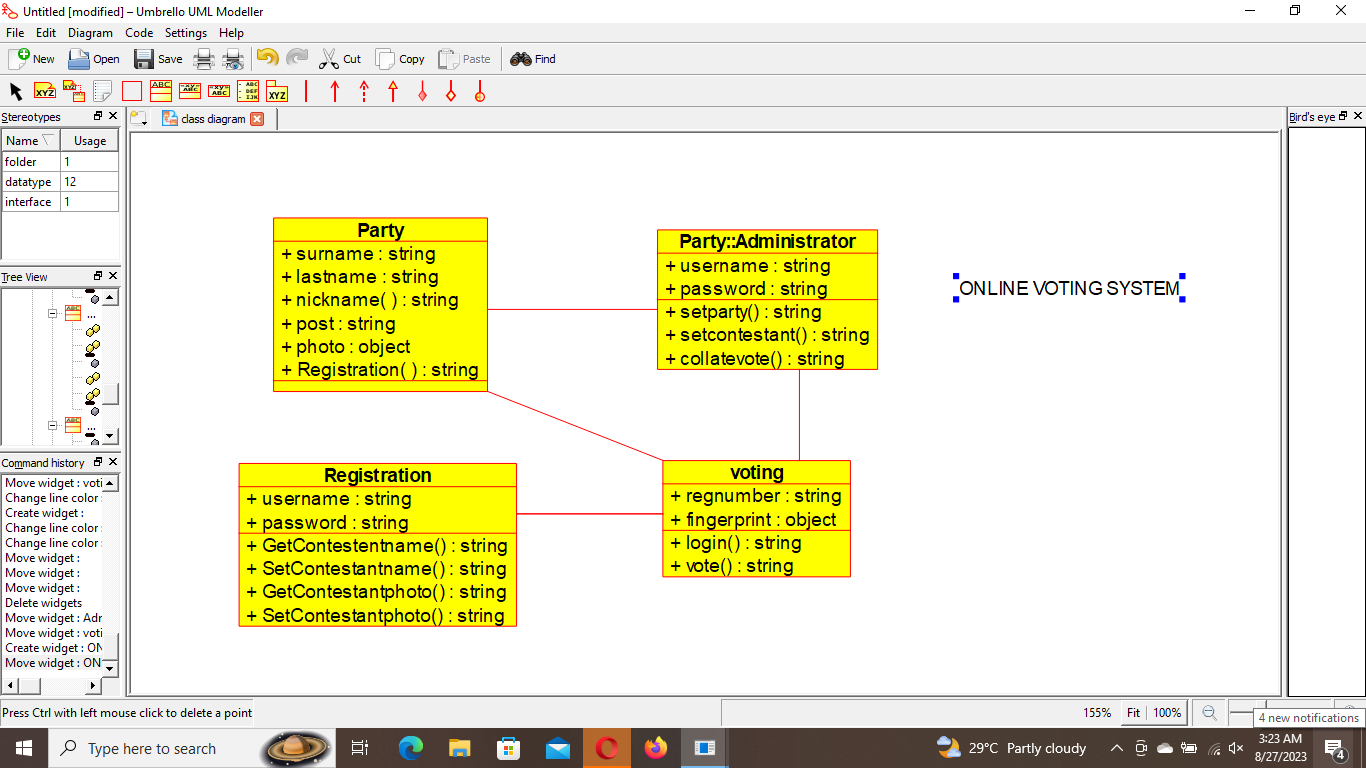 Untitled [modified] – Umbrello UML Modeller
File Edit Diagram Code Settings Help
New Open Save Cut Copy Paste Find
Stereotypes
Name Usage
folder 1
datatype 12
interface 1
Tree View
...
...
Command history
Move widget : voti
Change line color :
Create widget :
Change line color :
Change line color :
Move widget :
Move widget :
Move widget :
Delete widgets
Move widget : Adr
Move widget : voti
Create widget : ON
Move widget : ON
class diagram
Party
+ surname : string
+ lastname : string
+ nickname( ) : string
+ post : string
+ photo : object
+ Registration( ) : string
Party::Administrator
+ username : string
+ password : string
+ setparty() : string
+ setcontestant() : string
+ collatevote() : string
ONLINE VOTING SYSTEM
Registration
+ username : string
+ password : string
+ GetContestentname() : string
+ SetContestantname() : string
+ GetContestantphoto() : string
+ SetContestantphoto() : string
voting
+ regnumber : string
+ fingerprint : object
+ login() : string
+ vote() : string
Bird's eye
Press Ctrl with left mouse click to delete a point
155% Fit 100%
4 new notifications
Type here to search
29°C Partly cloudy
3:23 AM
8/27/2023
4